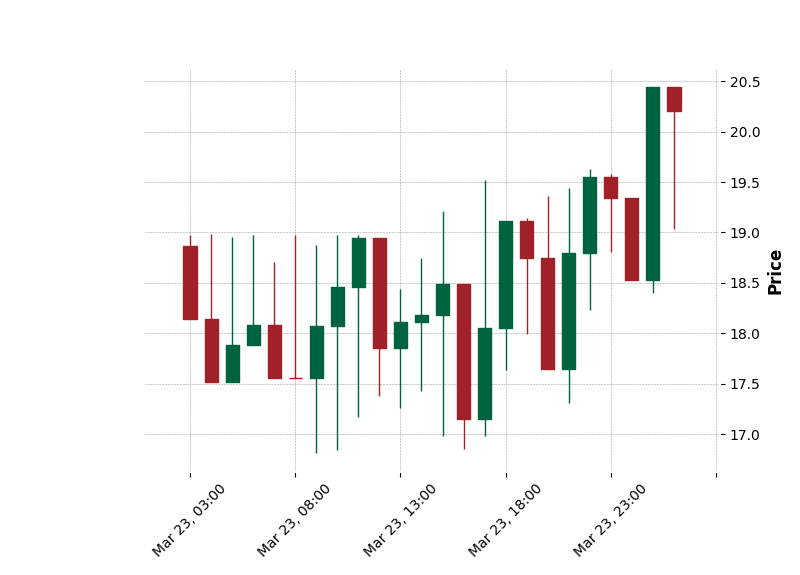 20.5
20.0
19.5
19.0
18.5
18.0
17.5
17.0
Price
Mar 23, 03:00
Mar 23, 08:00
Mar 23, 13:00
Mar 23, 18:00
Mar 23, 23:00